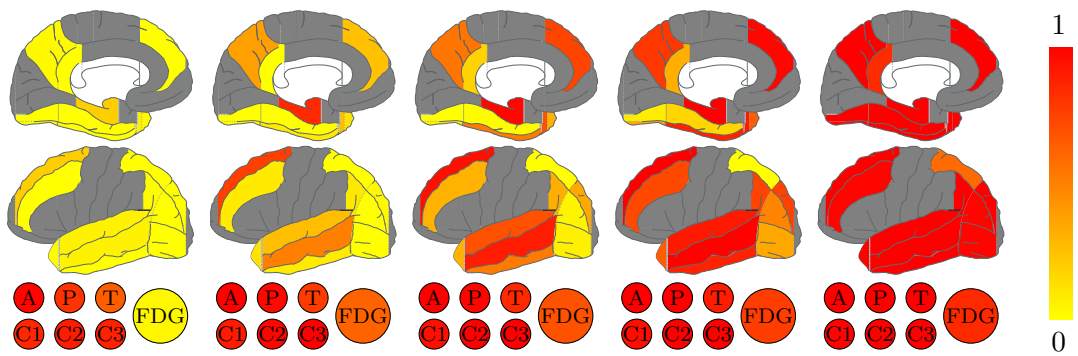 1
A P T A P T A P T A P T A P T
FDG FDG FDG FDG FDG
C1 C2 C3 C1 C2 C3 C1 C2 C3 C1 C2 C3 C1 C2 C3
0